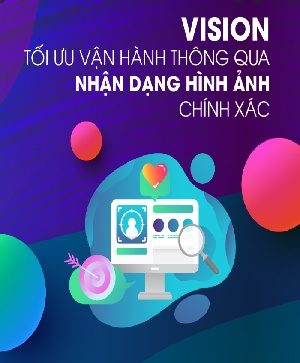 VISION
TỐI ƯU VẬN HÀNH THÔNG QUA
NHẬN DẠNG HÌNH ẢNH
CHÍNH XÁC